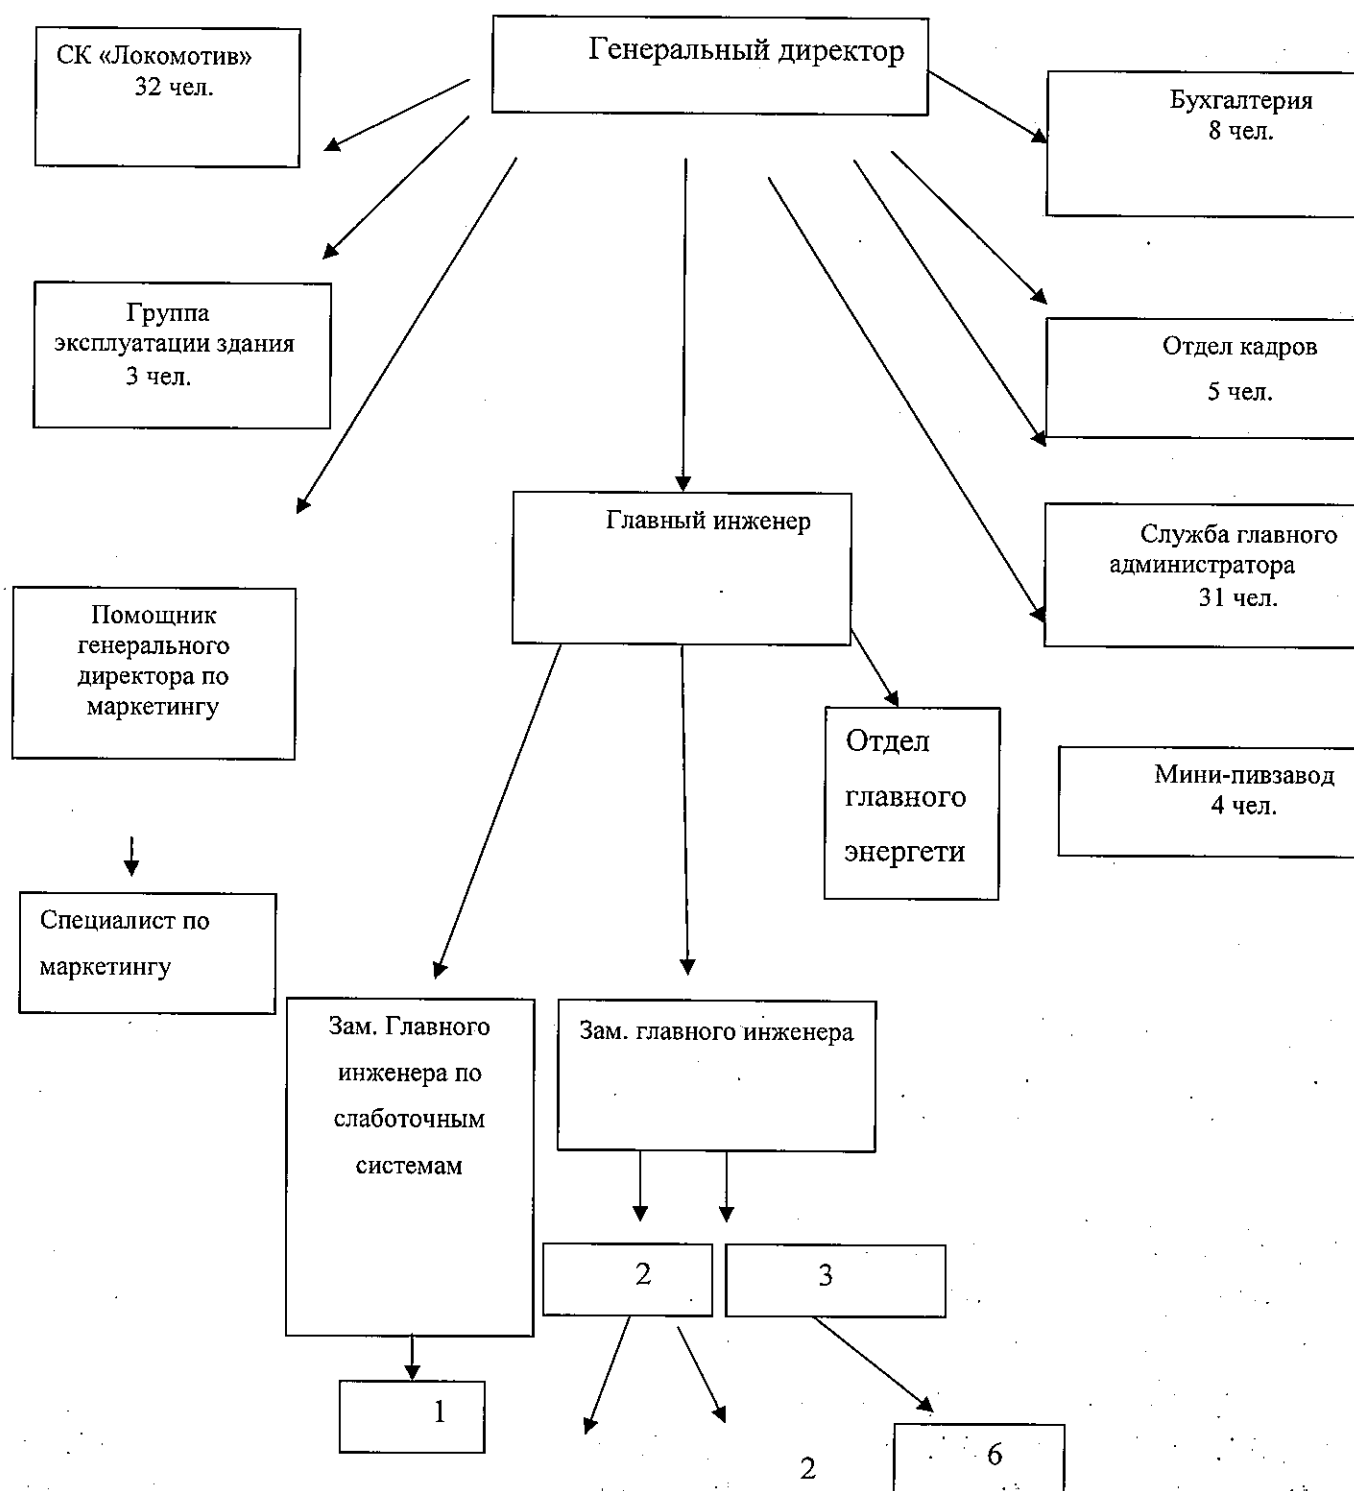 Генеральный директор
СК «Локомотив»
32 чел.
Бухгалтерия
8 чел.
Группа
эксплуатации здания
3 чел.
Отдел кадров
5 чел.
Главный инженер
Служба главного
администратора
31 чел.
Помощник
генерального
директора по
маркетингу
Отдел
главного
энергети
Мини-пивзавод
4 чел.
Специалист по
маркетингу
Зам. Главного
инженера по
слаботочным
системам
Зам. главного инженера
2
3
1
2
6